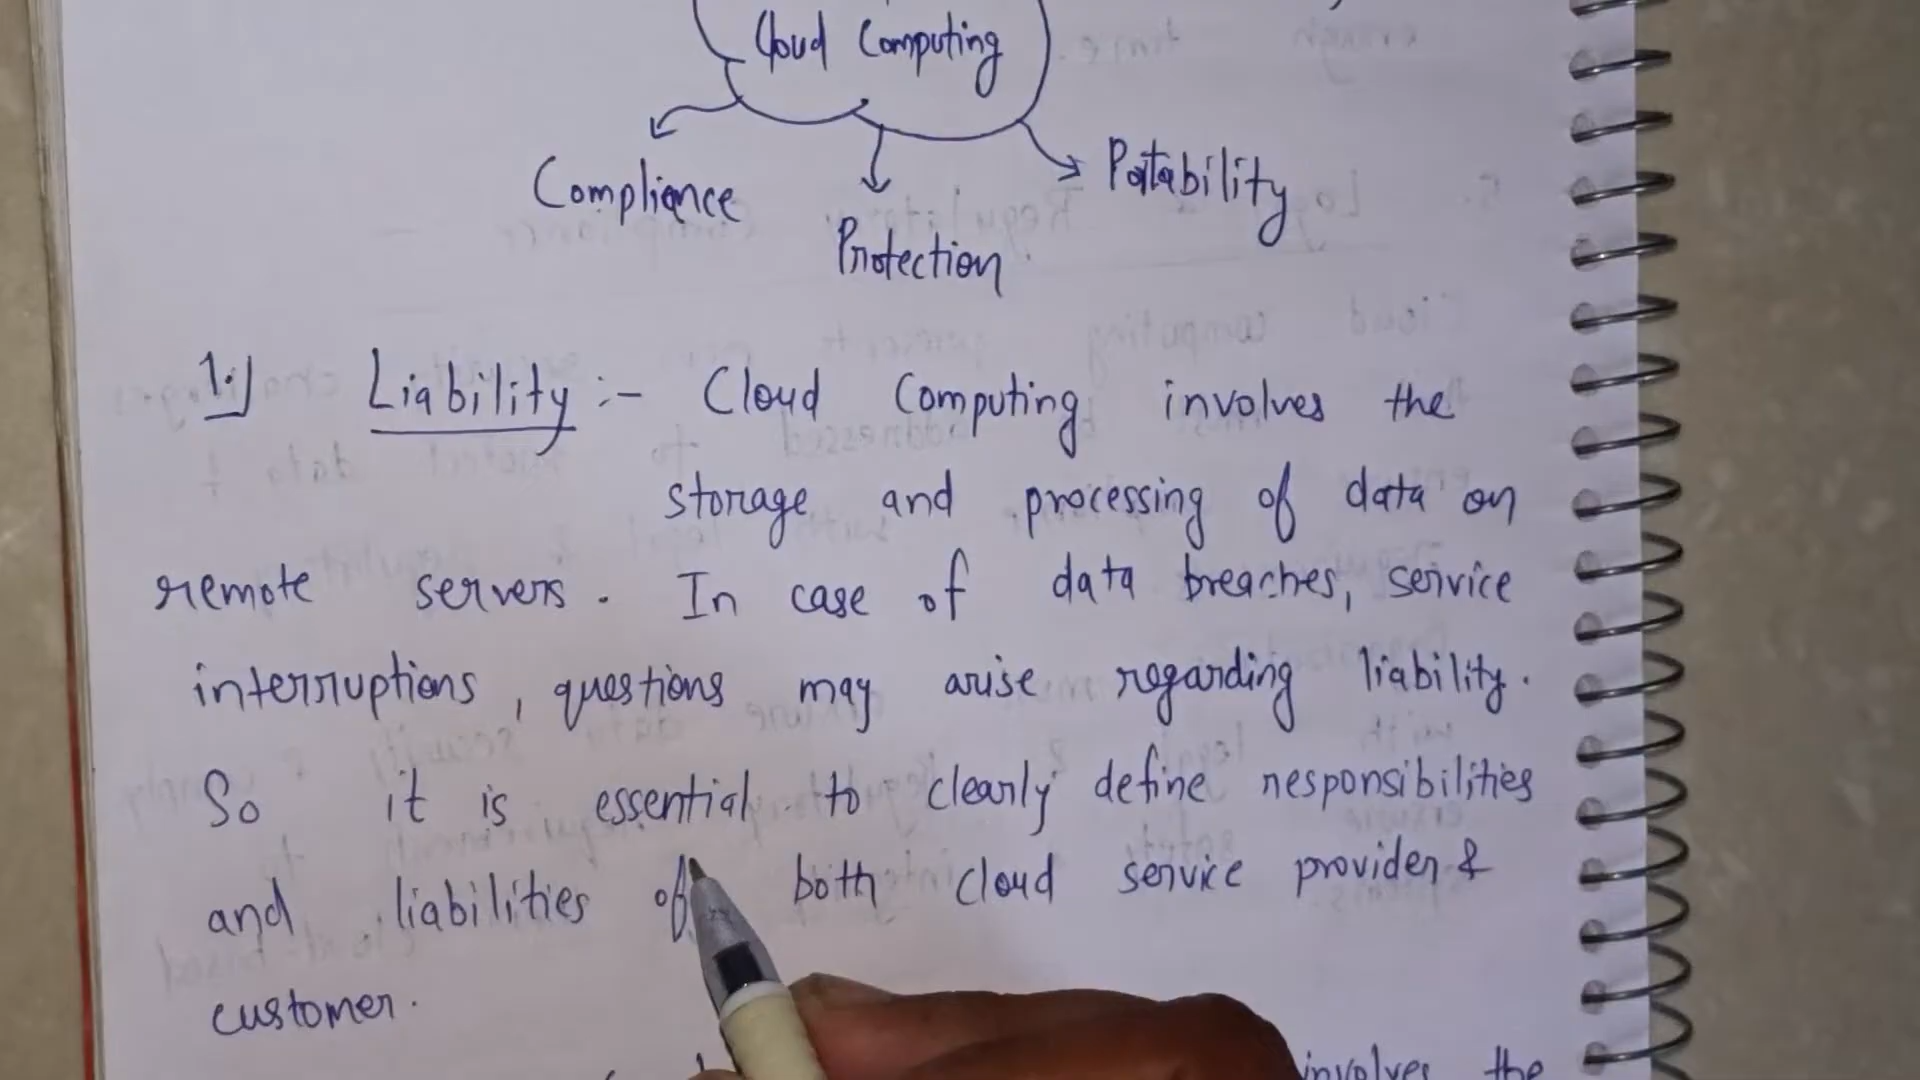 Cloud Computing
Compliance
Protection
Portability
1.) Liability :- Cloud Computing involves the
storage and processing of data on
remote servers. In case of data breaches, service
interruptions, questions may arise regarding liability.
So it is essential to clearly define responsibilities
and liabilities of both cloud service provider &
customer.
involves the